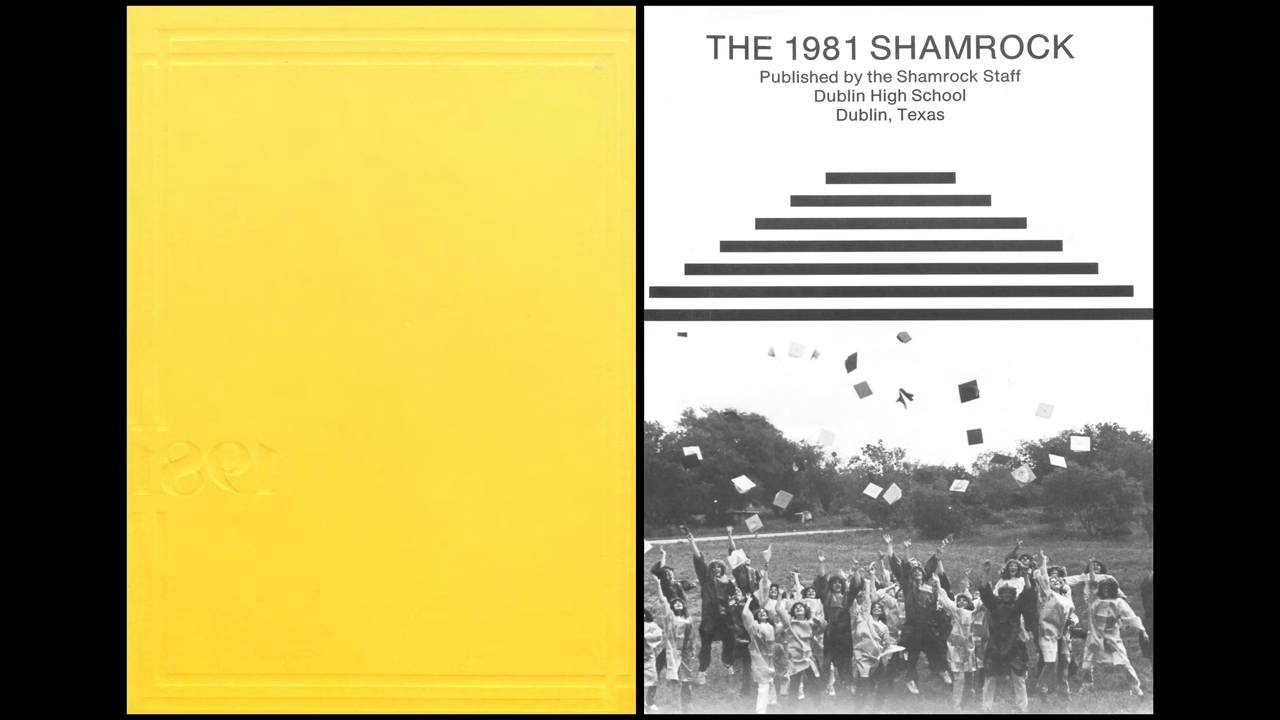 1981
THE 1981 SHAMROCK
Published by the Shamrock Staff
Dublin High School
Dublin, Texas